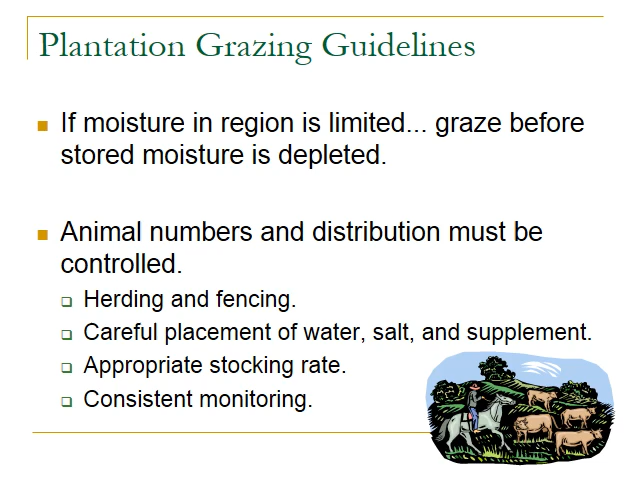 Plantation Grazing Guidelines
If moisture in region is limited... graze before
stored moisture is depleted.
Animal numbers and distribution must be
controlled.
Herding and fencing.
Careful placement of water, salt, and supplement.
Appropriate stocking rate.
Consistent monitoring.